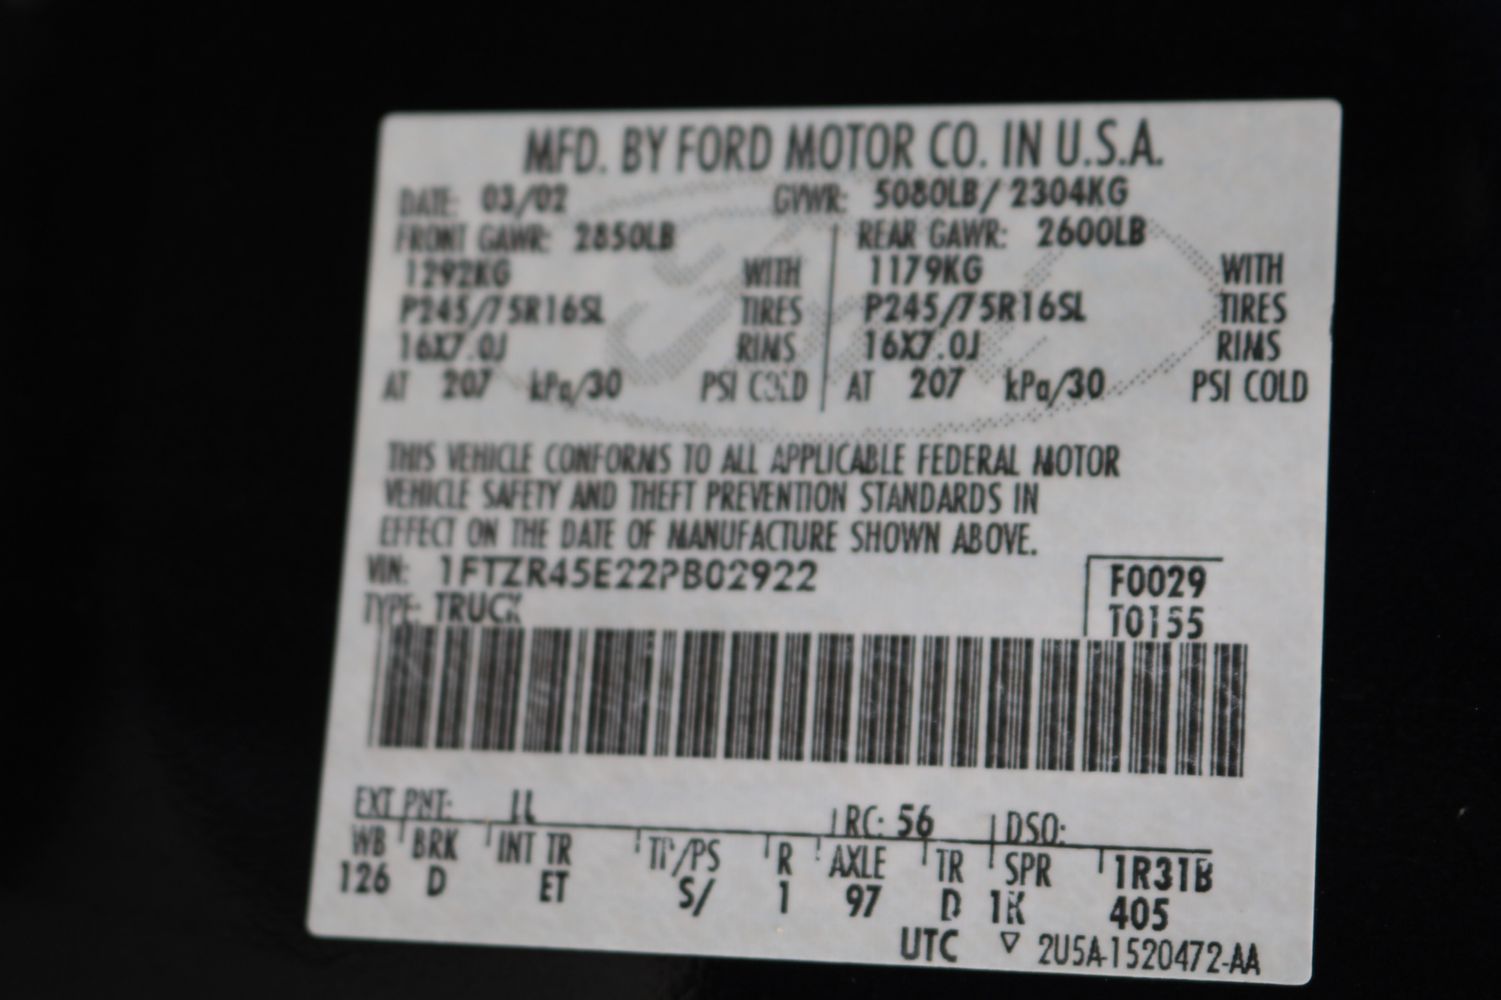 MFD. BY FORD MOTOR CO. IN U.S.A.
DATE: 03/02 GVWR: 5080LB/2304KG
FRONT GAWR: 2850LB REAR GAWR: 2600LB
1292KG WITH 1179KG WITH
P245/75R16SL TIRES P245/75R16SL TIRES
16X7.0J RIMS 16X7.0J RIMS
AT 207 kPa/30 PSI COLD AT 207 kPa/30 PSI COLD
THIS VEHICLE CONFORMS TO ALL APPLICABLE FEDERAL MOTOR
VEHICLE SAFETY AND THEFT PREVENTION STANDARDS IN
EFFECT ON THE DATE OF MANUFACTURE SHOWN ABOVE.
VIN: 1FTZR45E22PB02922 F0029
TYPE: TRUCK T0155
EXT PNT: LL RC: 56 DSO:
WB BRK INT TR TP/PS R AXLE TR SPR 1R31B
126 D ET S/ 1 97 D 1K 405
UTC ▽ 2U5A-1520472-AA